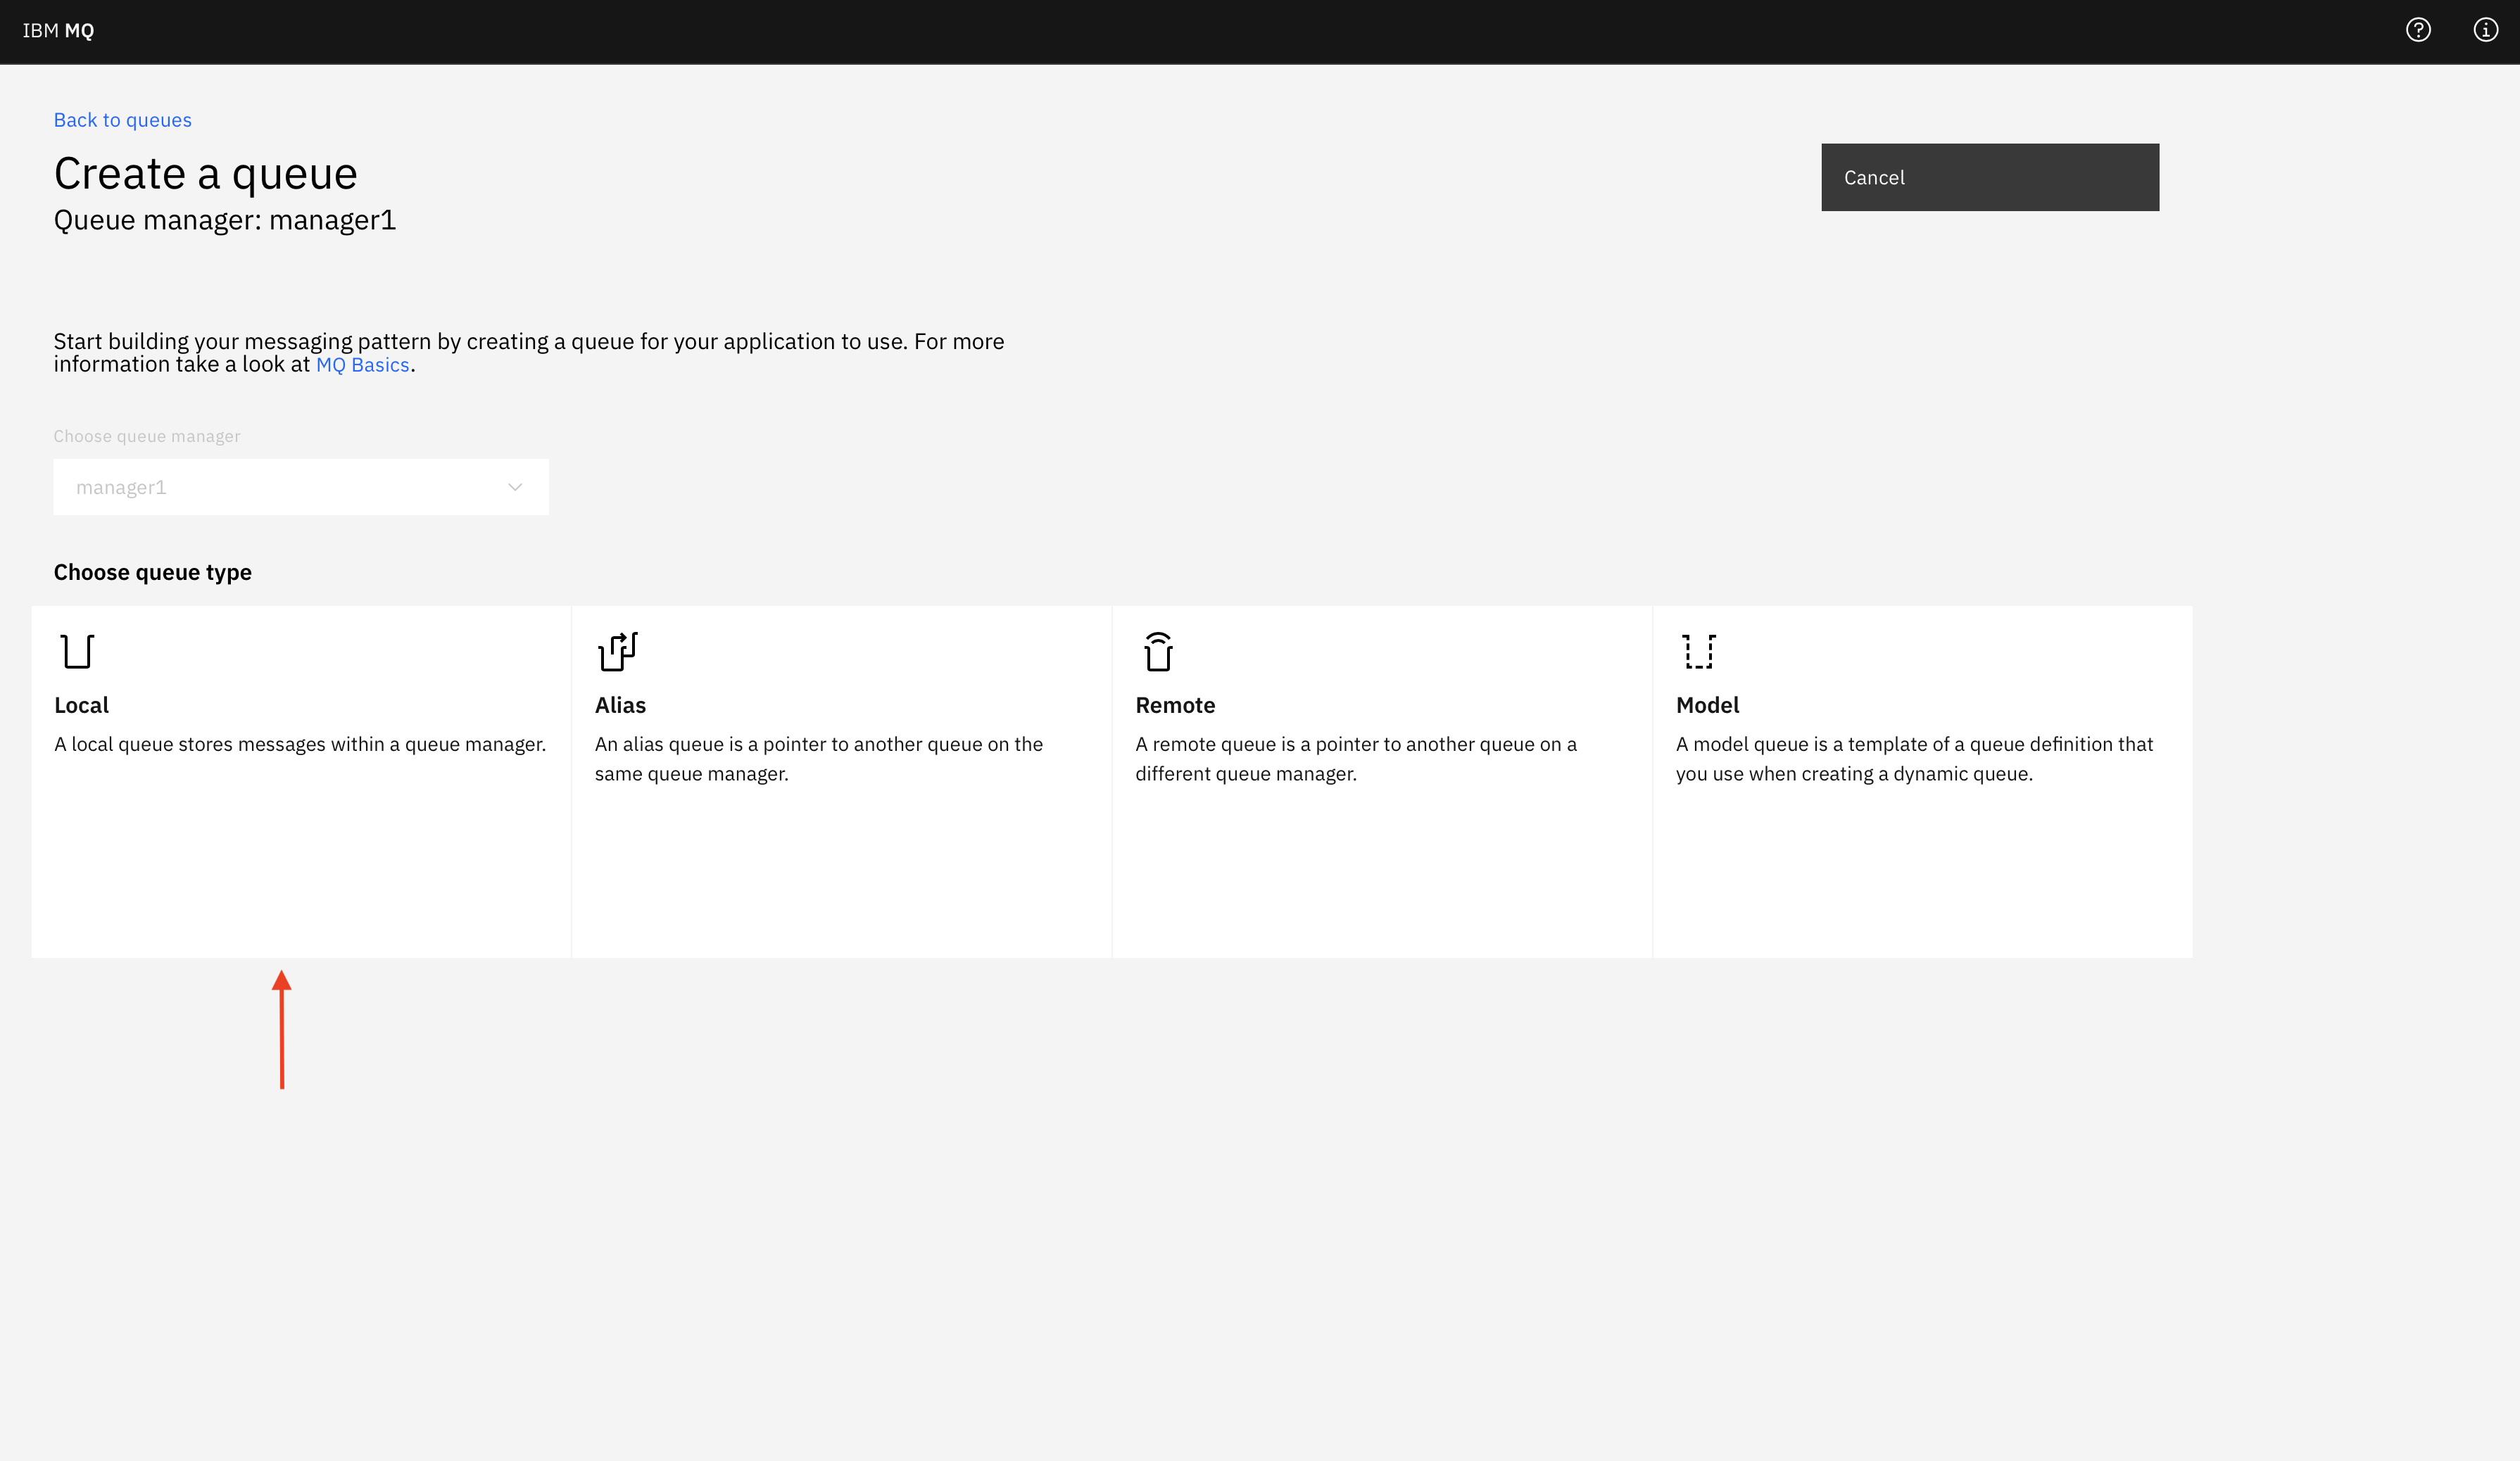 IBM MQ
Back to queues
Create a queue
Cancel
Queue manager: manager1
Start building your messaging pattern by creating a queue for your application to use. For more
information take a look at MQ Basics.
Choose queue manager
manager1
Choose queue type
Local
A local queue stores messages within a queue manager.
Alias
An alias queue is a pointer to another queue on the
same queue manager.
Remote
A remote queue is a pointer to another queue on a
different queue manager.
Model
A model queue is a template of a queue definition that
you use when creating a dynamic queue.